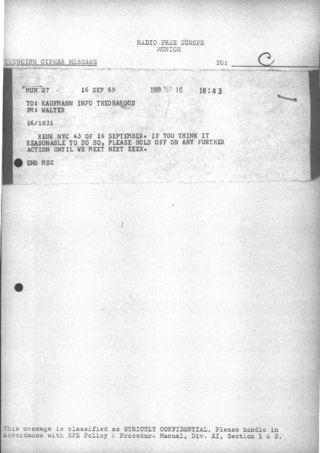 RADIO FREE EUROPE
MUNICH
OUTGOING CIPHER MESSAGE TO: C
MUN 27 16 SEP 69 1969 SEP 16 18:43
TO: KAUFMANN INFO THEDHAROUS
FM: WALTER
16/1831
REUR NYC 43 OF 16 SEPTEMBER. IF YOU THINK IT
REASONABLE TO DO SO, PLEASE HOLD OFF ON ANY FURTHER
ACTION UNTIL WE MEET NEXT
END MSG
This message is classified as STRICTLY CONFIDENTIAL. Please handle in
accordance with RFE Policy & Procedure Manual, Div. XI, Section 1 & 2.